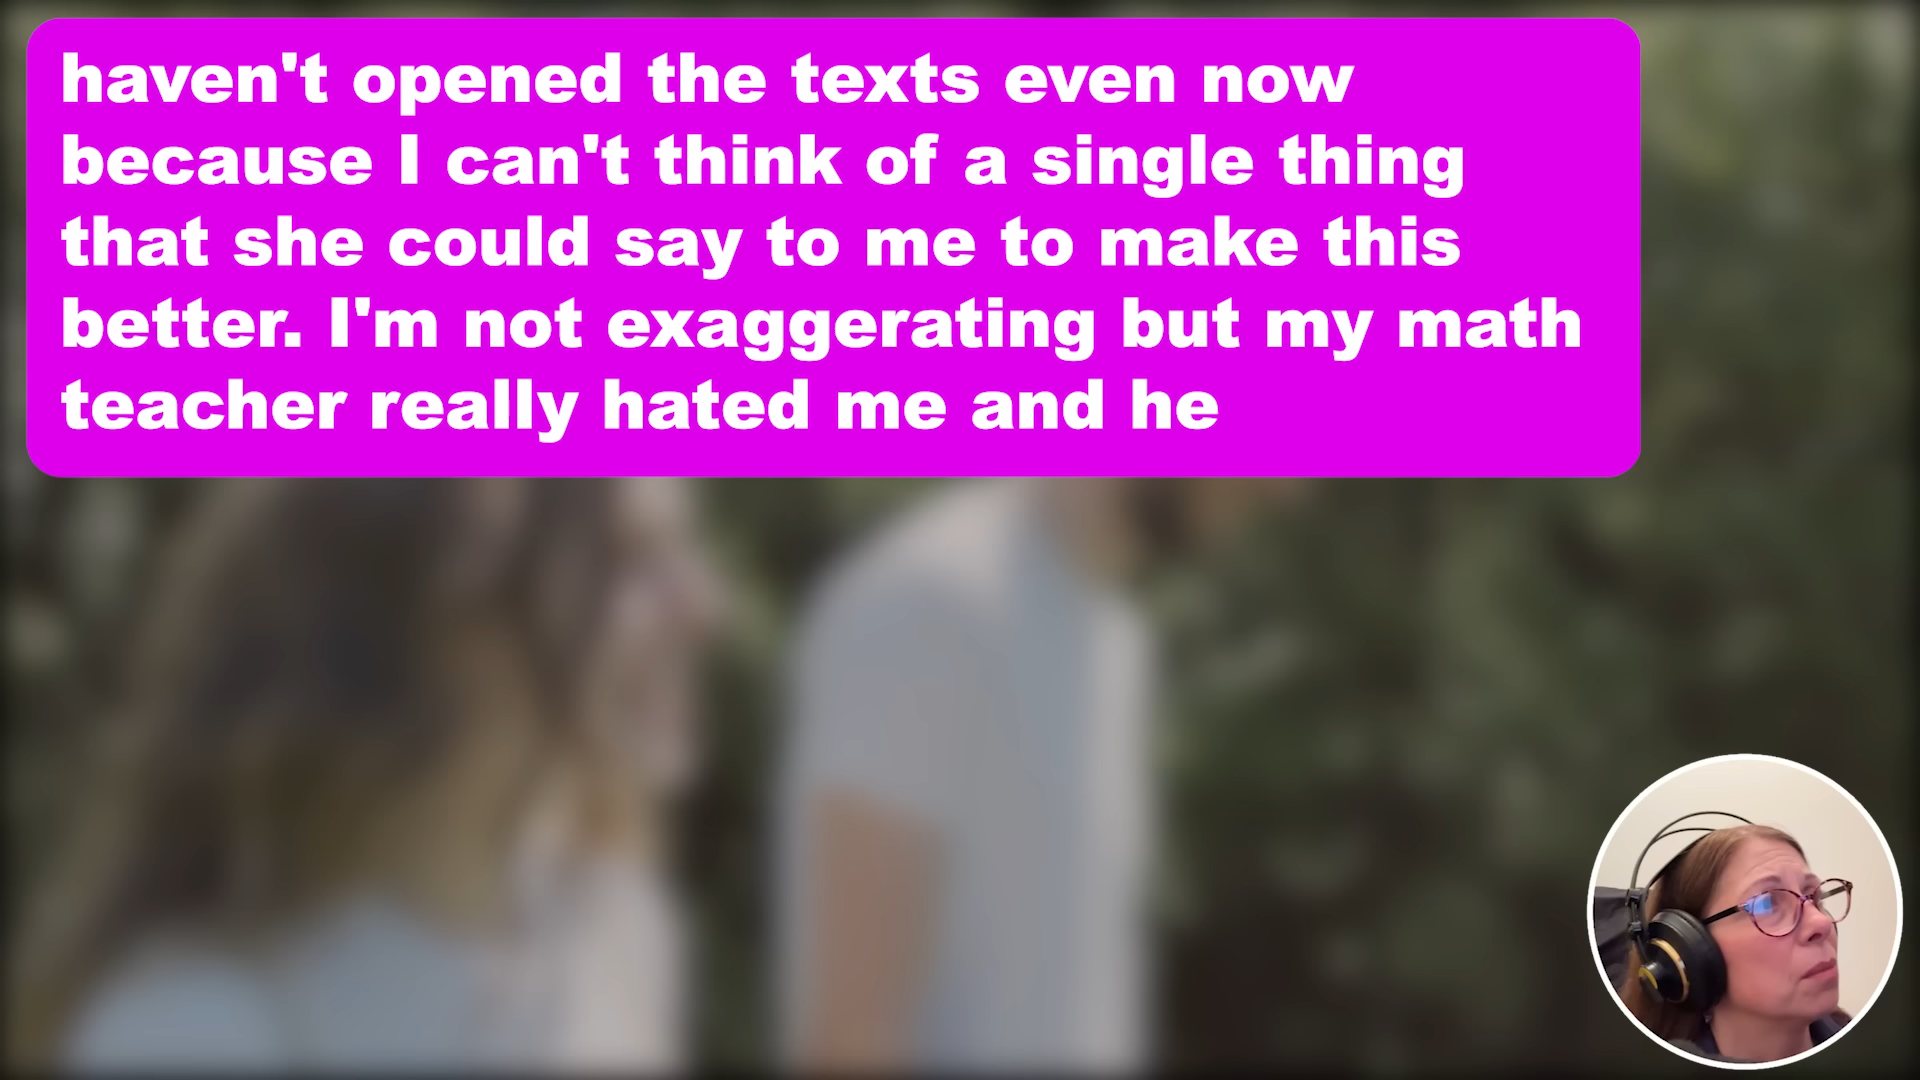 haven't opened the texts even now
because I can't think of a single thing
that she could say to me to make this
better. I'm not exaggerating but my math
teacher really hated me and he